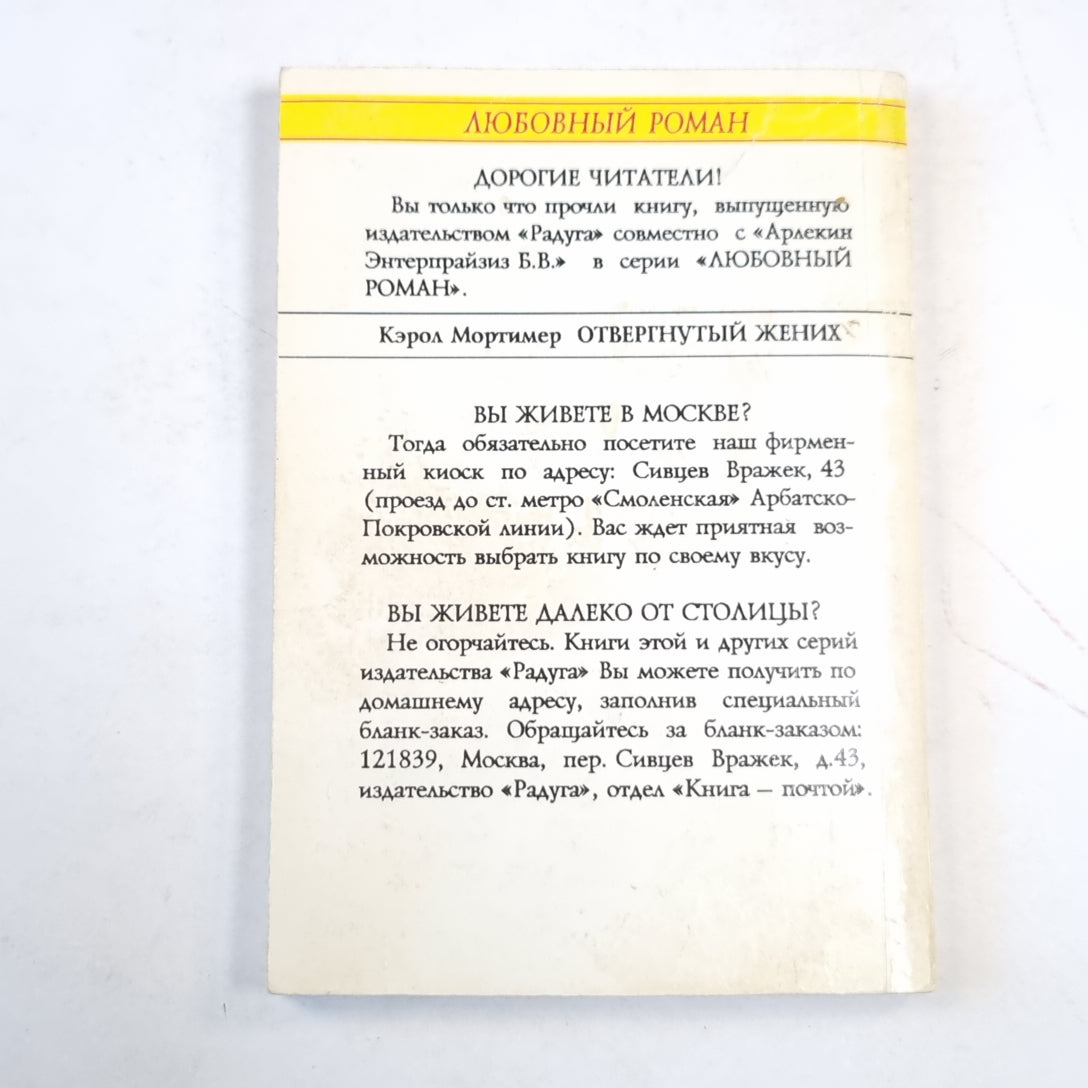 ЛЮБОВНЫЙ РОМАН
ДОРОГИЕ ЧИТАТЕЛИ!
Вы только что прочли книгу, выпущенную
издательством «Радуга» совместно с «Арлекин
Энтерпрайзиз Б.В.» в серии «ЛЮБОВНЫЙ
РОМАН».
Кэрол Мортимер ОТВЕРГНУТЫЙ ЖЕНИХ
ВЫ ЖИВЕТЕ В МОСКВЕ?
Тогда обязательно посетите наш фирмен-
ный киоск по адресу: Сивцев Вражек, 43
(проезд до ст. метро «Смоленская» Арбатско-
Покровской линии). Вас ждет приятная воз-
можность выбрать книгу по своему вкусу.
ВЫ ЖИВЕТЕ ДАЛЕКО ОТ СТОЛИЦЫ?
Не огорчайтесь. Книги этой и других серий
издательства «Радуга» Вы можете получить по
домашнему адресу, заполнив специальный
бланк-заказ. Обращайтесь за бланк-заказом:
121839, Москва, пер. Сивцев Вражек, д.43,
издательство «Радуга», отдел «Книга – почтой».